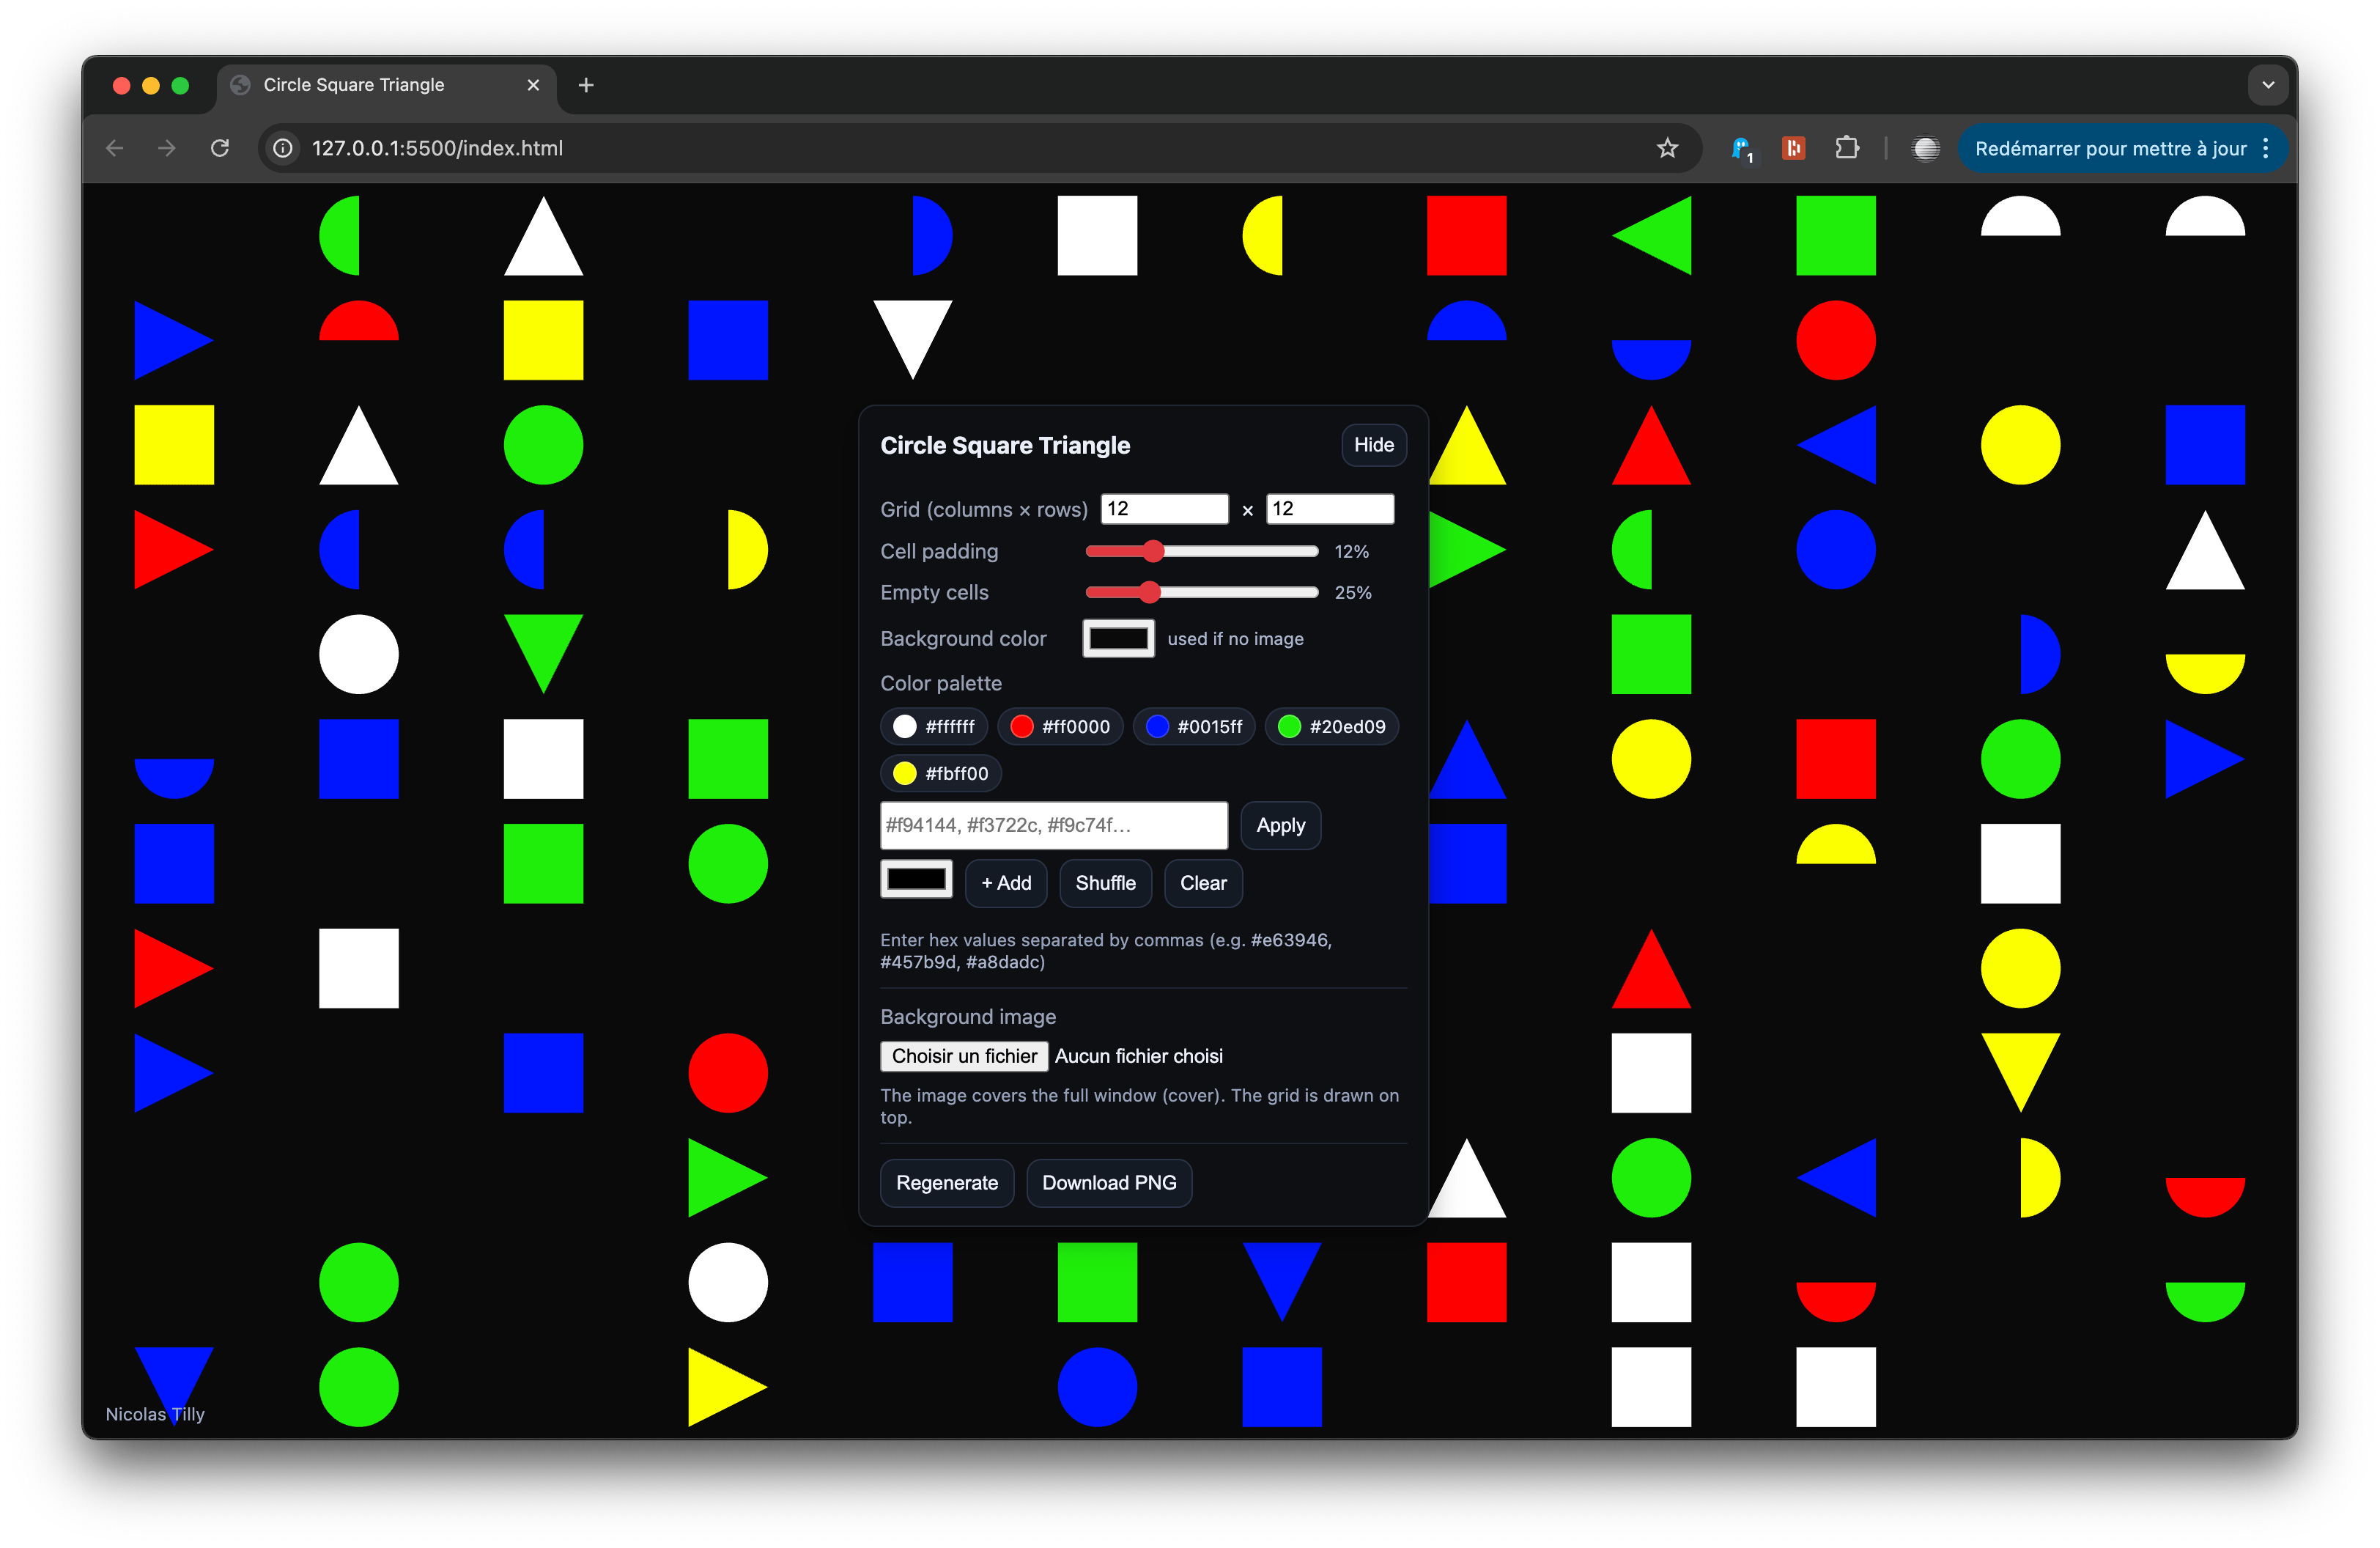 Circle Square Triangle
127.0.0.1:5500/index.html
1
Redémarrer pour mettre à jour
Circle Square Triangle
Hide
Grid (columns × rows) 12 × 12
Cell padding 12%
Empty cells 25%
Background color used if no image
Color palette
#ffffff #ff0000 #0015ff #20ed09
#fbff00
#f94144, #f3722c, #f9c74f... Apply
+ Add Shuffle Clear
Enter hex values separated by commas (e.g. #e63946,
#457b9d, #a8dadc)
Background image
Choisir un fichier Aucun fichier choisi
The image covers the full window (cover). The grid is drawn on
top.
Regenerate Download PNG
Nicolas Tilly